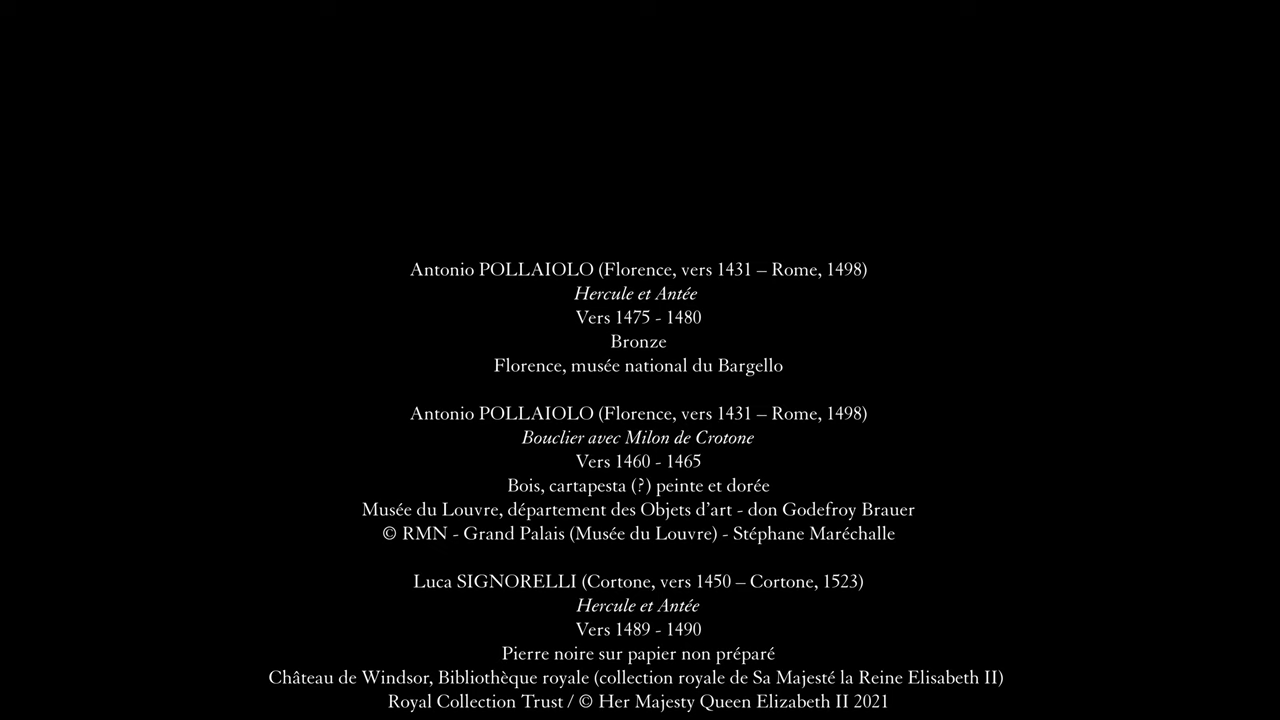 Antonio POLLAIOLO (Florence, vers 1431 – Rome, 1498)
Hercule et Antée
Vers 1475 - 1480
Bronze
Florence, musée national du Bargello
Antonio POLLAIOLO (Florence, vers 1431 – Rome, 1498)
Bouclier avec Milon de Crotone
Vers 1460 - 1465
Bois, cartapesta (?) peinte et dorée
Musée du Louvre, département des Objets d’art - don Godefroy Brauer
© RMN - Grand Palais (Musée du Louvre) - Stéphane Maréchalle
Luca SIGNORELLI (Cortone, vers 1450 – Cortone, 1523)
Hercule et Antée
Vers 1489 - 1490
Pierre noire sur papier non préparé
Château de Windsor, Bibliothèque royale (collection royale de Sa Majesté la Reine Elisabeth II)
Royal Collection Trust / © Her Majesty Queen Elizabeth II 2021